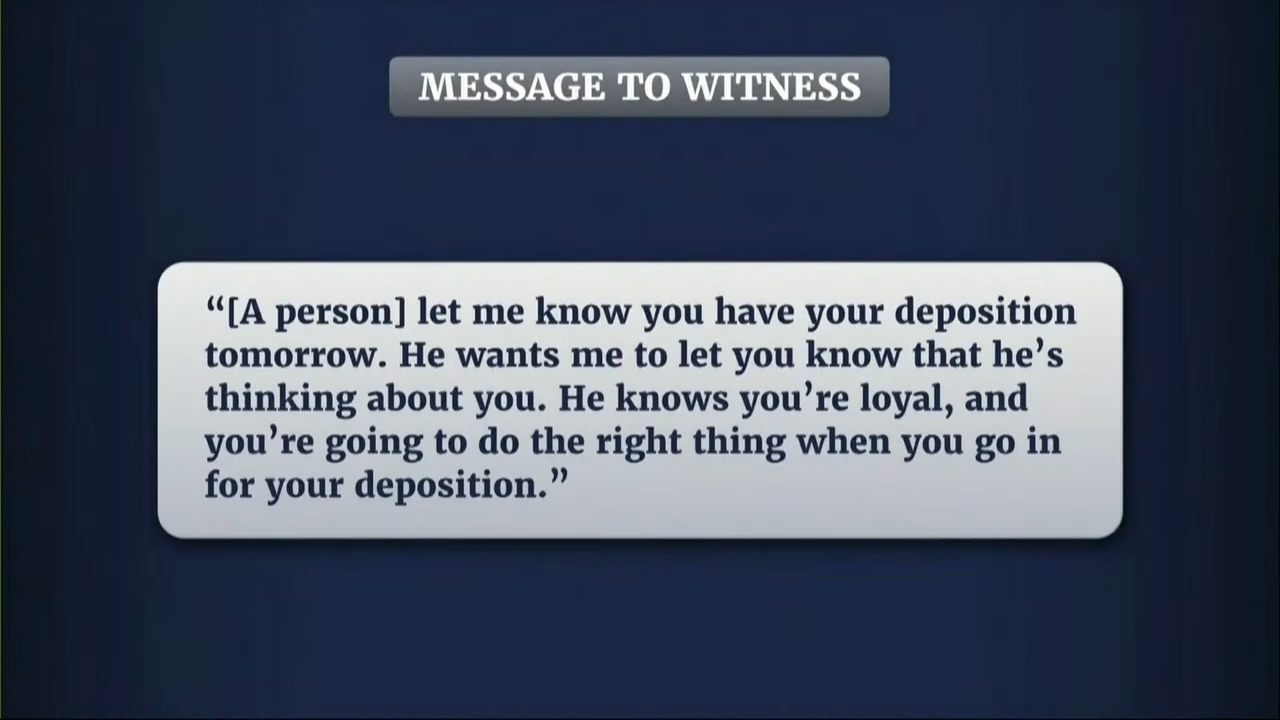 MESSAGE TO WITNESS
“[A person] let me know you have your deposition
tomorrow. He wants me to let you know that he’s
thinking about you. He knows you’re loyal, and
you’re going to do the right thing when you go in
for your deposition.”